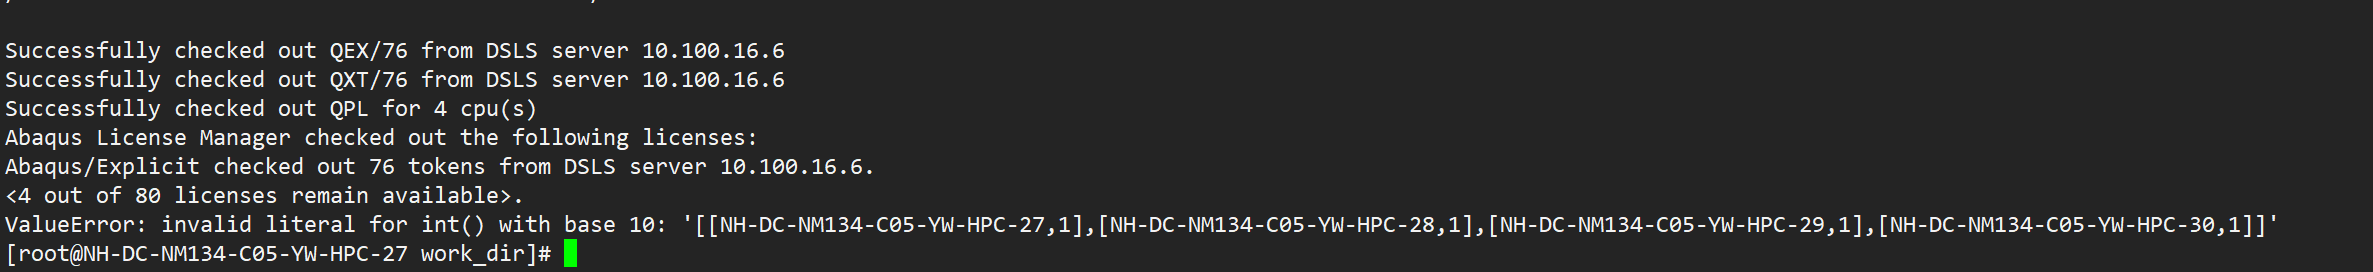 Successfully checked out QEX/76 from DSLS server 10.100.16.6
Successfully checked out QXT/76 from DSLS server 10.100.16.6
Successfully checked out QPL for 4 cpu(s)
Abaqus License Manager checked out the following licenses:
Abaqus/Explicit checked out 76 tokens from DSLS server 10.100.16.6.
<4 out of 80 licenses remain available>.
ValueError: invalid literal for int() with base 10: '[[NH-DC-NM134-C05-YW-HPC-27,1],[NH-DC-NM134-C05-YW-HPC-28,1],[NH-DC-NM134-C05-YW-HPC-29,1],[NH-DC-NM134-C05-YW-HPC-30,1]]'
[root@NH-DC-NM134-C05-YW-HPC-27 work_dir]#